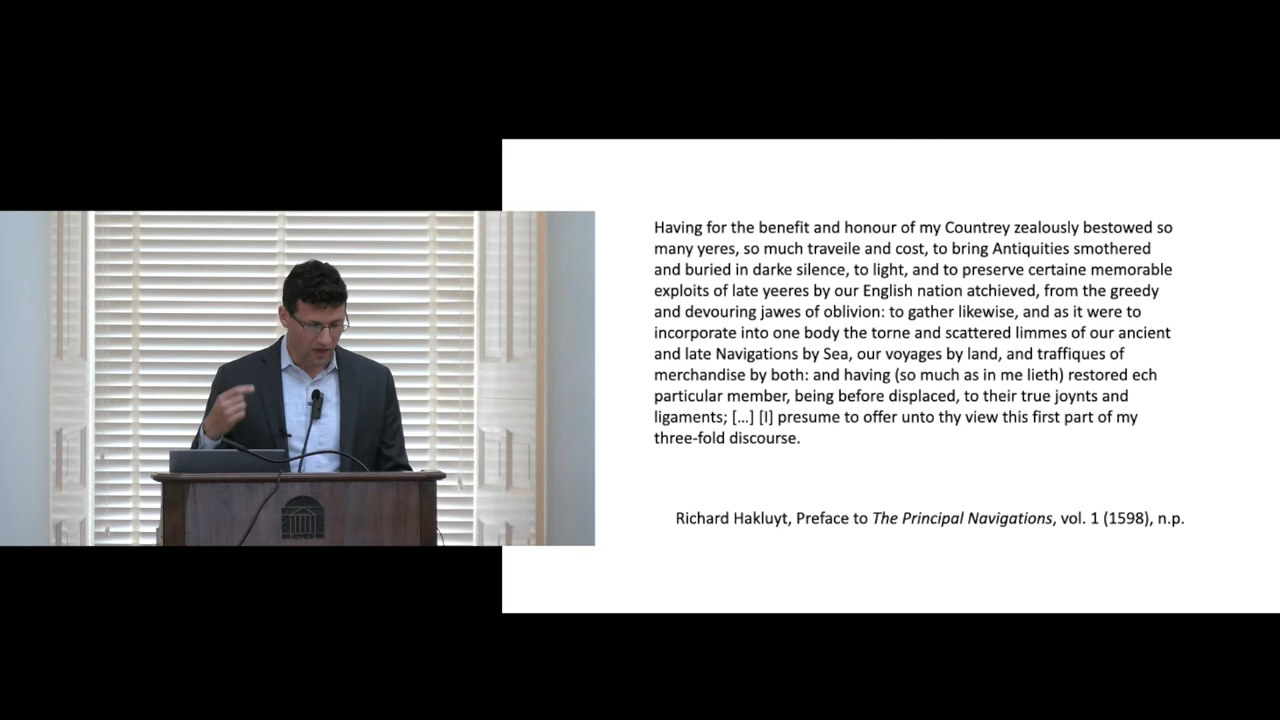 Having for the benefit and honour of my Countrey zealously bestowed so
many yeres, so much traveile and cost, to bring Antiquities smothered
and buried in darke silence, to light, and to preserve certaine memorable
exploits of late yeeres by our English nation atchieved, from the greedy
and devouring jawes of oblivion: to gather likewise, and as it were to
incorporate into one body the torne and scattered limmes of our ancient
and late Navigations by Sea, our voyages by land, and traffiques of
merchandise by both: and having (so much as in me lieth) restored ech
particular member, being before displaced, to their true joynts and
ligaments; [...] [I] presume to offer unto thy view this first part of my
three-fold discourse.
Richard Hakluyt, Preface to The Principal Navigations, vol. 1 (1598), n.p.